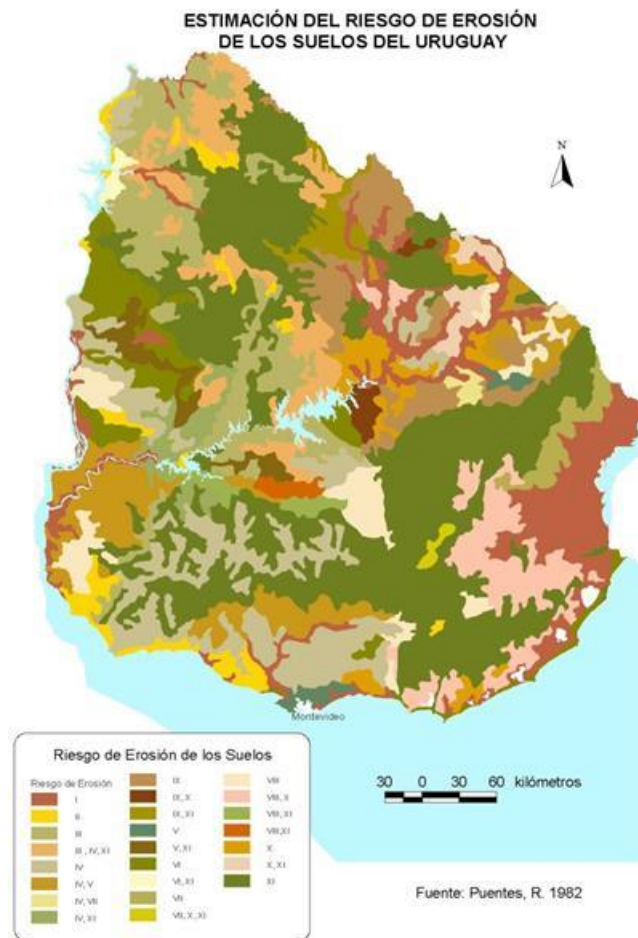 ESTIMACIÓN DEL RIESGO DE EROSIÓN
DE LOS SUELOS DEL URUGUAY
N
Montevideo
30 0 30 60 kilómetros
Riesgo de Erosión de los Suelos
Riesgo de Erosión
I
II
III
III, IV, XI
IV
IV, V
IV, VII
IV, XI
IX
IX, X
IX, XI
V
V, XI
VI
VI, XI
VII
VII, X, XI
VIII
VIII, X
VIII, XI
VIII,XI
X
X, XI
XI
Fuente: Puentes, R. 1982